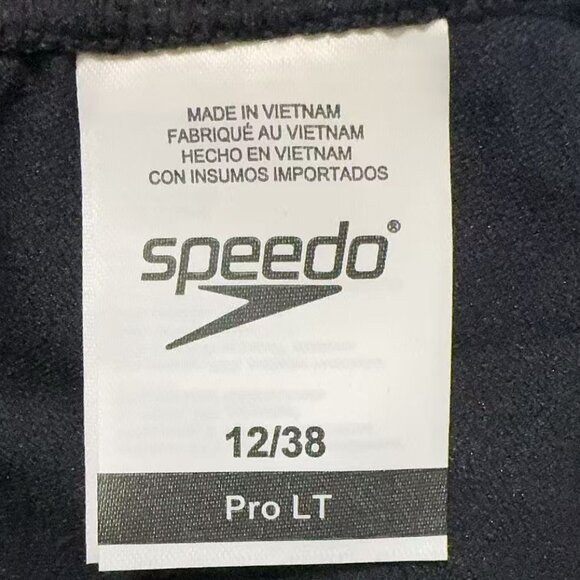 MADE IN VIETNAM
FABRIQUÉ AU VIETNAM
HECHO EN VIETNAM
CON INSUMOS IMPORTADOS
speedo®
12/38
Pro LT